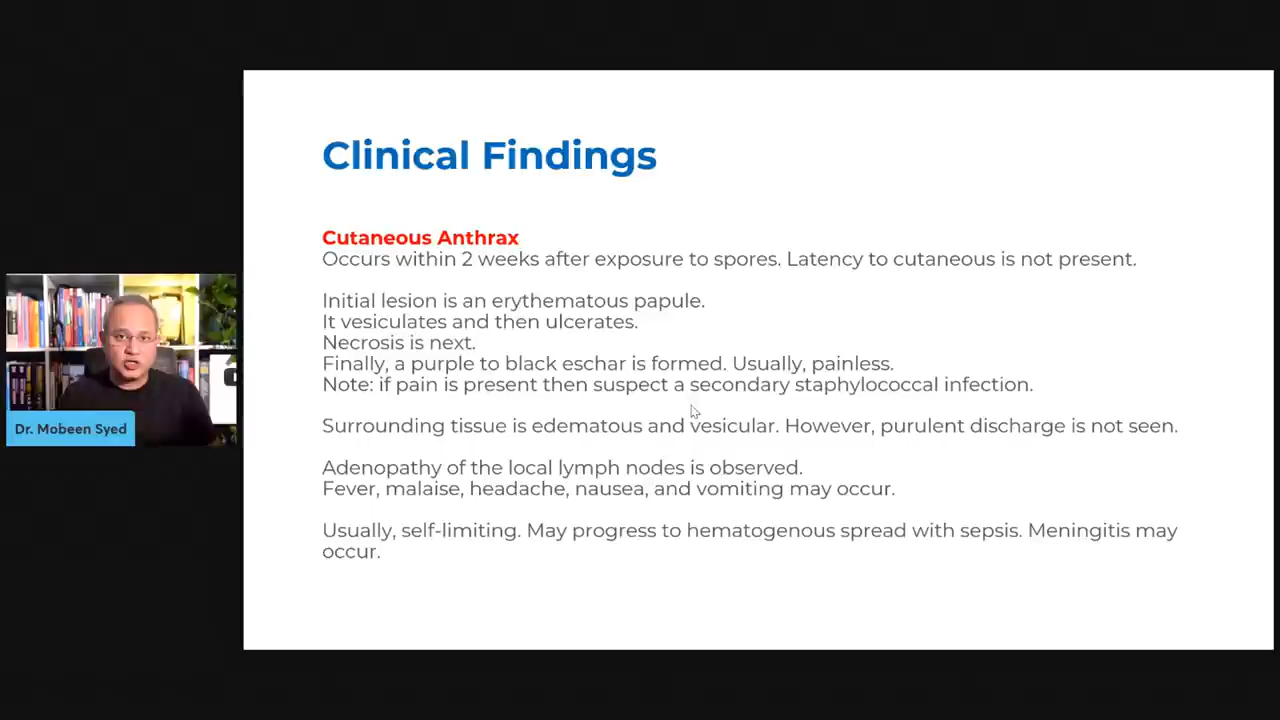 Clinical Findings
Cutaneous Anthrax
Occurs within 2 weeks after exposure to spores. Latency to cutaneous is not present.
Initial lesion is an erythematous papule.
It vesiculates and then ulcerates.
Necrosis is next.
Finally, a purple to black eschar is formed. Usually, painless.
Note: if pain is present then suspect a secondary staphylococcal infection.
Surrounding tissue is edematous and vesicular. However, purulent discharge is not seen.
Adenopathy of the local lymph nodes is observed.
Fever, malaise, headache, nausea, and vomiting may occur.
Usually, self-limiting. May progress to hematogenous spread with sepsis. Meningitis may
occur.
Dr. Mobeen Syed